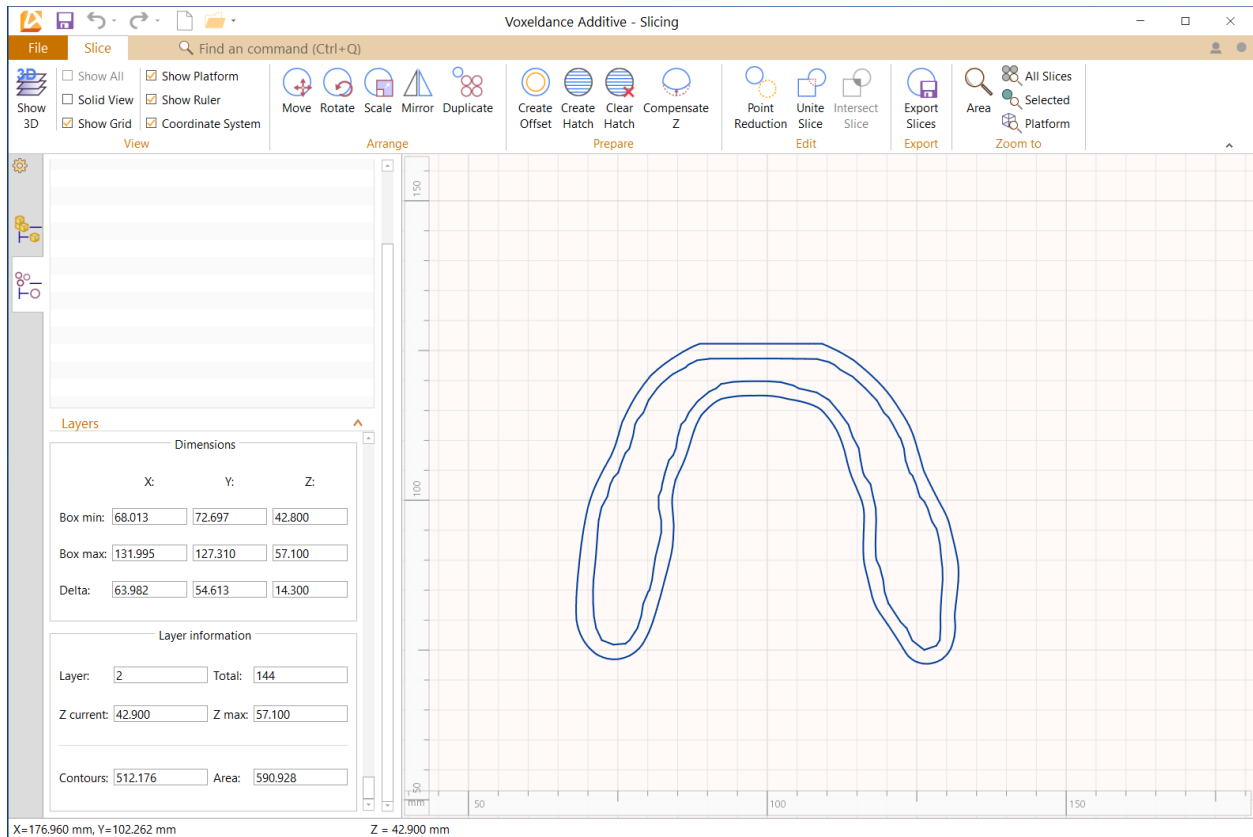 Voxeldance Additive - Slicing
File Slice Find an command (Ctrl+Q)
3D
Show 3D
Show All
Solid View
Show Grid
Show Platform
Show Ruler
Coordinate System
View
Move Rotate Scale Mirror Duplicate
Arrange
Create Offset
Create Hatch
Clear Hatch
Compensate Z
Prepare
Point Reduction
Unite Slice
Intersect Slice
Edit
Export Slices
Export
Area
All Slices
Selected
Platform
Zoom to
Layers
Dimensions
X: Y: Z:
Box min: 68.013 72.697 42.800
Box max: 131.995 127.310 57.100
Delta: 63.982 54.613 14.300
Layer information
Layer: 2 Total: 144
Z current: 42.900 Z max: 57.100
Contours: 512.176 Area: 590.928
150
100
50
mm
50 100 150
X=176.960 mm, Y=102.262 mm Z = 42.900 mm